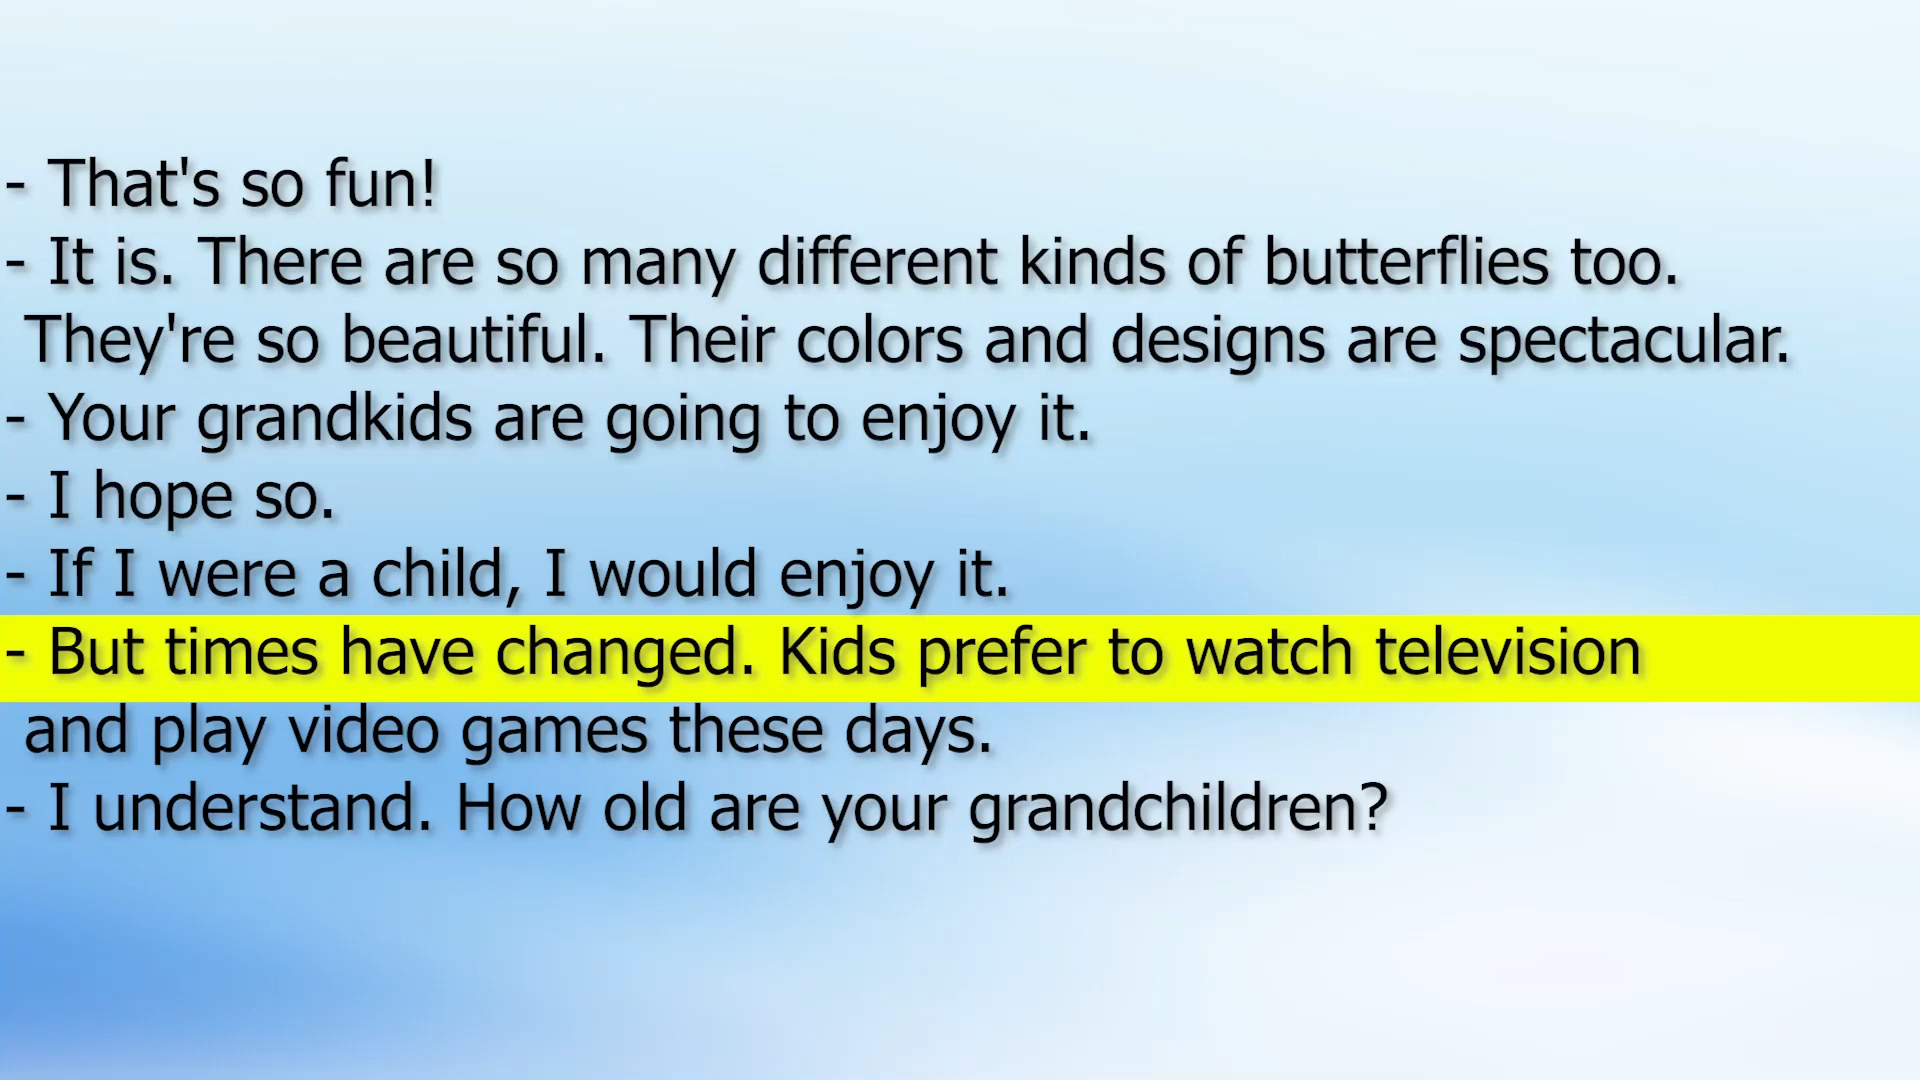 - That's so fun!
- It is. There are so many different kinds of butterflies too.
They're so beautiful. Their colors and designs are spectacular.
- Your grandkids are going to enjoy it.
- I hope so.
- If I were a child, I would enjoy it.
- But times have changed. Kids prefer to watch television
and play video games these days.
- I understand. How old are your grandchildren?